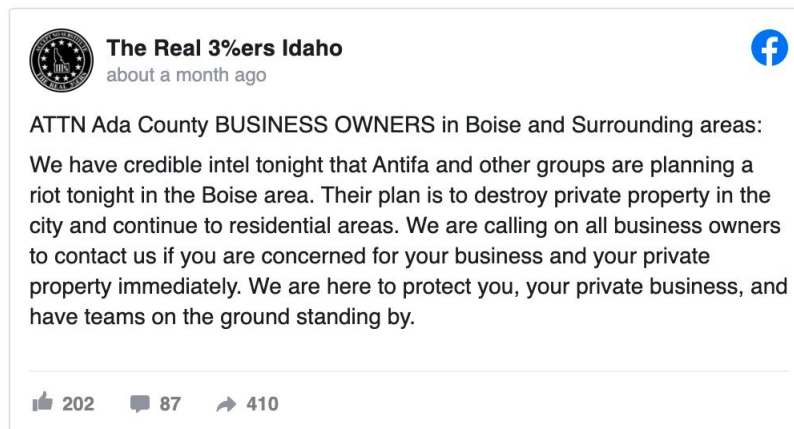 The Real 3%ers Idaho
about a month ago
ATTN Ada County BUSINESS OWNERS in Boise and Surrounding areas:
We have credible intel tonight that Antifa and other groups are planning a
riot tonight in the Boise area. Their plan is to destroy private property in the
city and continue to residential areas. We are calling on all business owners
to contact us if you are concerned for your business and your private
property immediately. We are here to protect you, your private business, and
have teams on the ground standing by.
202 87 410